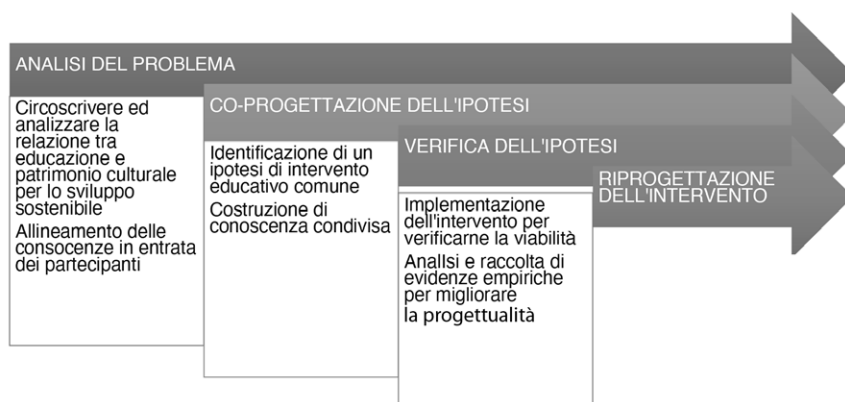 ANALISI DEL PROBLEMA
Circoscrivere ed
analizzare la
relazione tra
educazione e
patrimonio culturale
per lo sviluppo
sostenibile
Allineamento delle
consocenze in entrata
dei partecipanti
CO-PROGETTAZIONE DELL'IPOTESI
Identificazione di un
ipotesi di intervento
educativo comune
Costruzione di
conoscenza condivisa
VERIFICA DELL'IPOTESI
Implementazione
dell'intervento per
verificarne la viabilità
Analisi e raccolta di
evidenze empiriche
per migliorare
la progettualità
RIPROGETTAZIONE
DELL'INTERVENTO